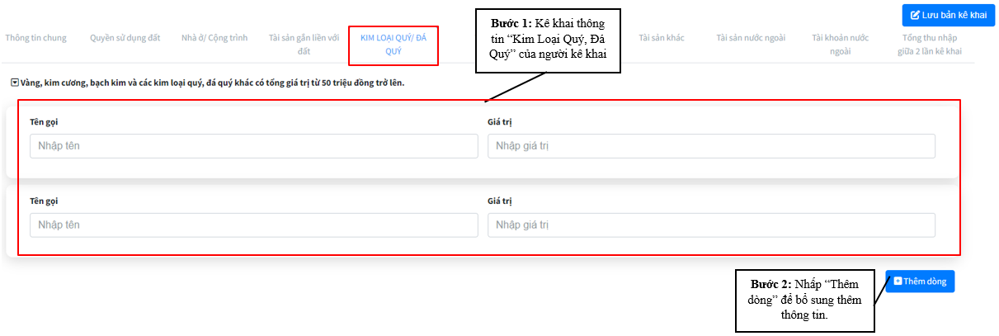 Lưu bản kê khai
Bước 1: Kê khai thông
tin “Kim Loại Quý, Đá
Quý” của người kê khai
Thông tin chung
Quyền sử dụng đất
Nhà ở/ Cộng trình
Tài sản gắn liền với
đất
KIM LOẠI QUÝ/ ĐÁ
QUÝ
Tài sản khác
Tài sản nước ngoài
Tài khoản nước
ngoài
Tổng thu nhập
giữa 2 lần kê khai
Vàng, kim cương, bạch kim và các kim loại quý, đá quý khác có tổng giá trị từ 50 triệu đồng trở lên.
Tên gọi
Giá trị
Nhập tên
Nhập giá trị
Tên gọi
Giá trị
Nhập tên
Nhập giá trị
Thêm dòng
Bước 2: Nhấp “Thêm
dòng” để bổ sung thêm
thông tin.